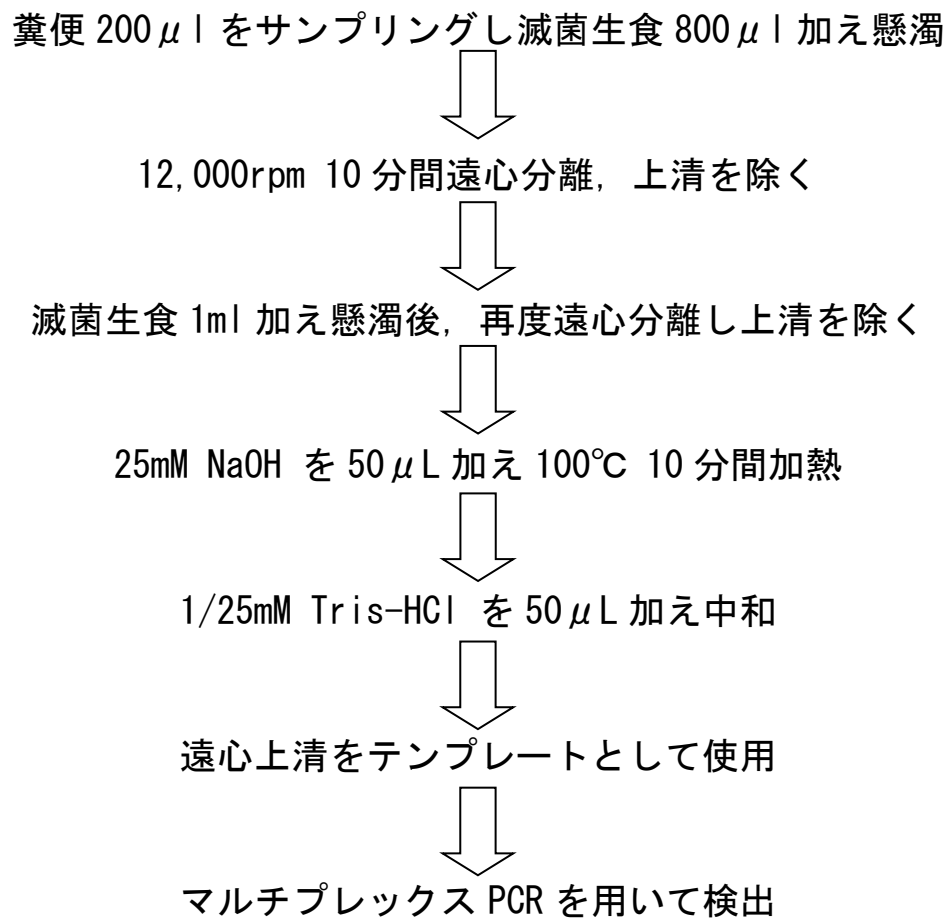 糞便 200μl をサンプリングし滅菌生食 800μl 加え懸濁
12,000rpm 10 分間遠心分離，上清を除く
滅菌生食 1ml 加え懸濁後，再度遠心分離し上清を除く
25mM NaOH を 50μL 加え 100℃ 10 分間加熱
1/25mM Tris-HCl を 50μL 加え中和
遠心上清をテンプレートとして使用
マルチプレックス PCR を用いて検出